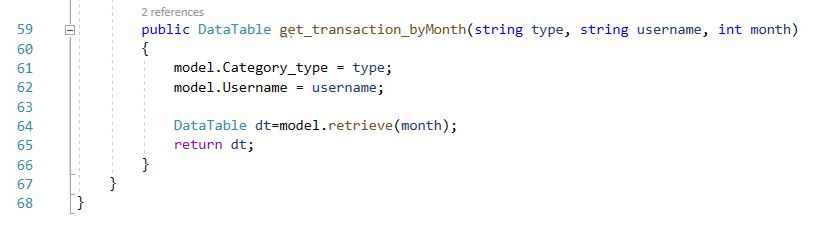 2 references
59 public DataTable get_transaction_byMonth(string type, string username, int month)
60 {
61 model.Category_type = type;
62 model.Username = username;
63
64 DataTable dt=model.retrieve(month);
65 return dt;
66 }
67 }
68 }